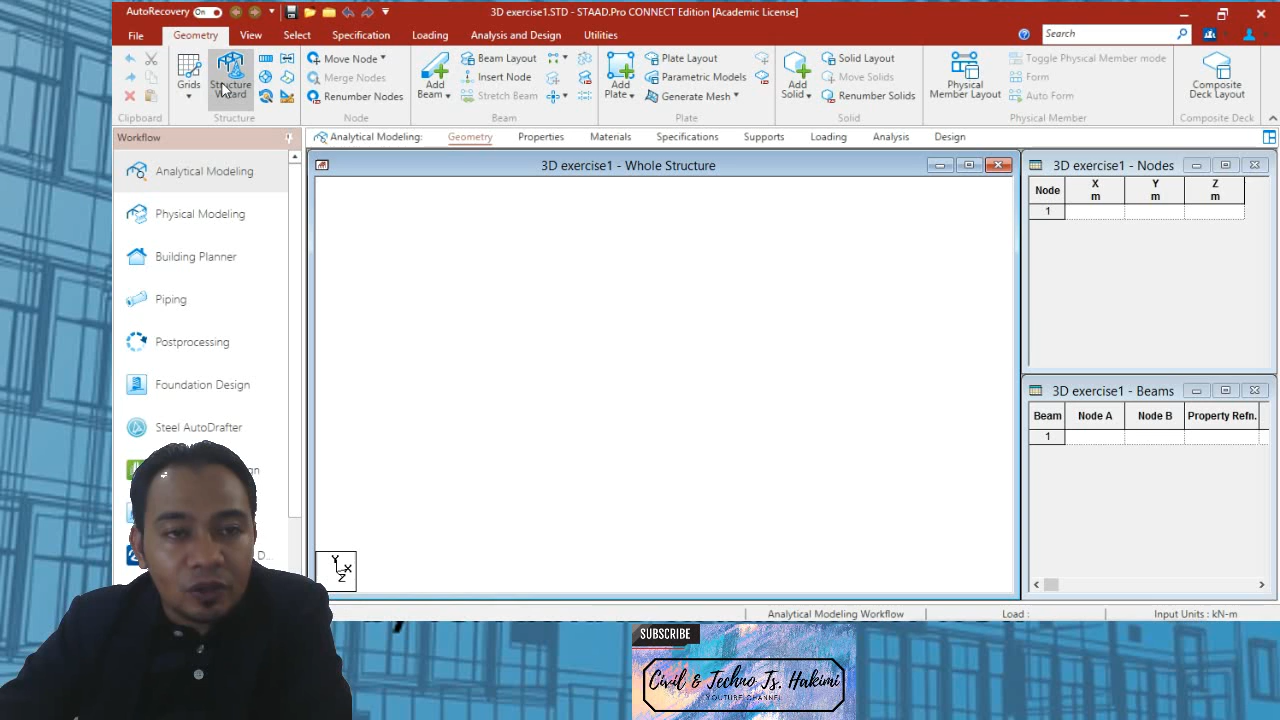 AutoRecovery On
3D exercise1.STD - STAAD.Pro CONNECT Edition [Academic License]
File Geometry View Select Specification Loading Analysis and Design Utilities
Search
Grids
Structure Wizard
Move Node
Merge Nodes
Renumber Nodes
Add Beam
Beam Layout
Insert Node
Stretch Beam
Add Plate
Plate Layout
Parametric Models
Generate Mesh
Add Solid
Solid Layout
Move Solids
Renumber Solids
Physical Member Layout
Toggle Physical Member mode
Form
Auto Form
Composite Deck Layout
Clipboard Structure Node Beam Plate Solid Physical Member Composite Deck
Workflow
Analytical Modeling: Geometry Properties Materials Specifications Supports Loading Analysis Design
Analytical Modeling
Physical Modeling
Building Planner
Piping
Postprocessing
Foundation Design
Steel AutoDrafter
D...
3D exercise1 - Whole Structure
Y
X
Z
3D exercise1 - Nodes
Node X m Y m Z m
1
3D exercise1 - Beams
Beam Node A Node B Property Refn.
1
Analytical Modeling Workflow Load : Input Units : kN-m
SUBSCRIBE
Civil & Techno Ts. Hakimi
YOUTUBE CHANNEL